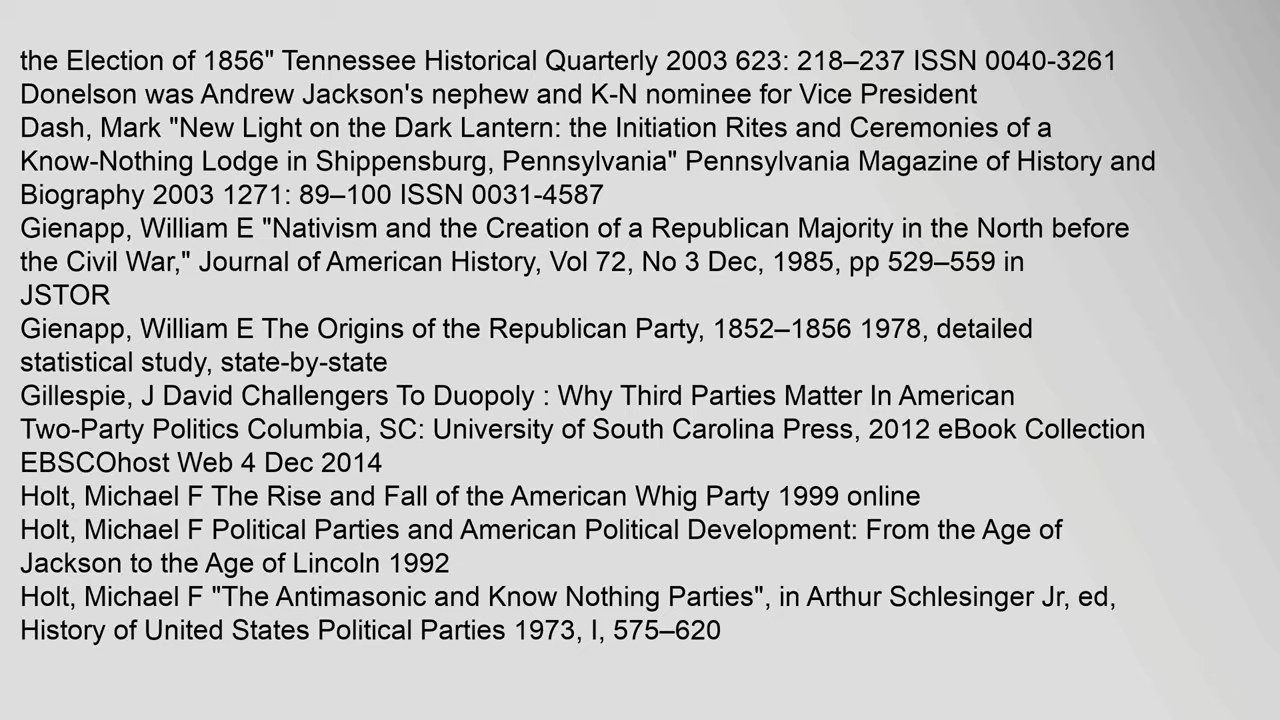 the Election of 1856" Tennessee Historical Quarterly 2003 623: 218–237 ISSN 0040-3261
Donelson was Andrew Jackson's nephew and K-N nominee for Vice President
Dash, Mark "New Light on the Dark Lantern: the Initiation Rites and Ceremonies of a
Know-Nothing Lodge in Shippensburg, Pennsylvania" Pennsylvania Magazine of History and
Biography 2003 1271: 89–100 ISSN 0031-4587
Gienapp, William E "Nativism and the Creation of a Republican Majority in the North before
the Civil War," Journal of American History, Vol 72, No 3 Dec, 1985, pp 529–559 in
JSTOR
Gienapp, William E The Origins of the Republican Party, 1852–1856 1978, detailed
statistical study, state-by-state
Gillespie, J David Challengers To Duopoly : Why Third Parties Matter In American
Two-Party Politics Columbia, SC: University of South Carolina Press, 2012 eBook Collection
EBSCOhost Web 4 Dec 2014
Holt, Michael F The Rise and Fall of the American Whig Party 1999 online
Holt, Michael F Political Parties and American Political Development: From the Age of
Jackson to the Age of Lincoln 1992
Holt, Michael F "The Antimasonic and Know Nothing Parties", in Arthur Schlesinger Jr, ed,
History of United States Political Parties 1973, I, 575–620